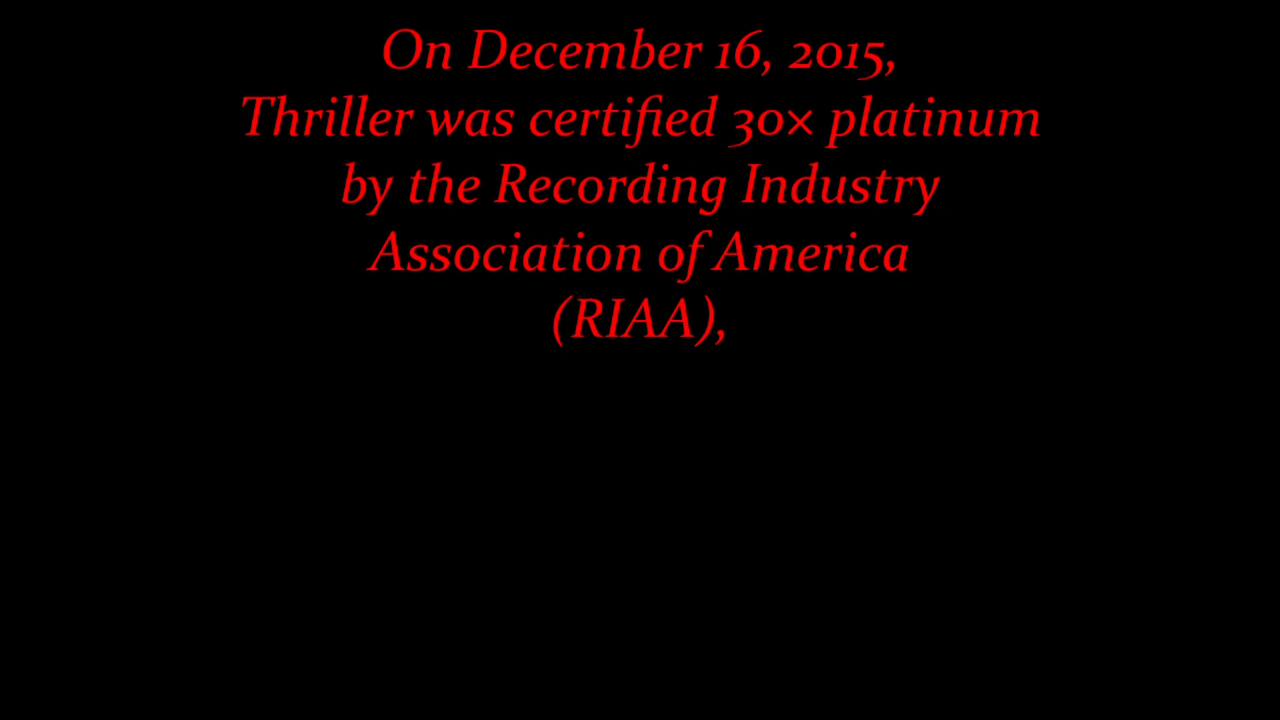 On December 16, 2015,
Thriller was certified 30× platinum
by the Recording Industry
Association of America
(RIAA),